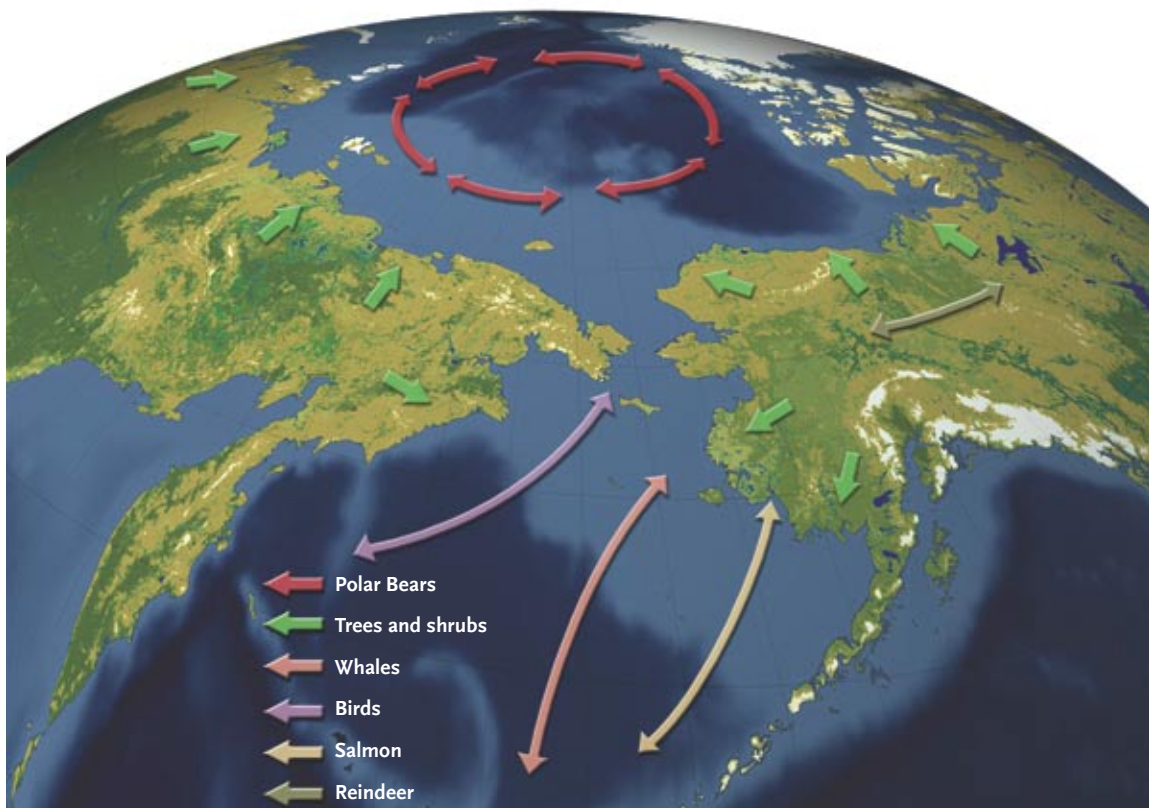 Polar Bears
Trees and shrubs
Whales
Birds
Salmon
Reindeer